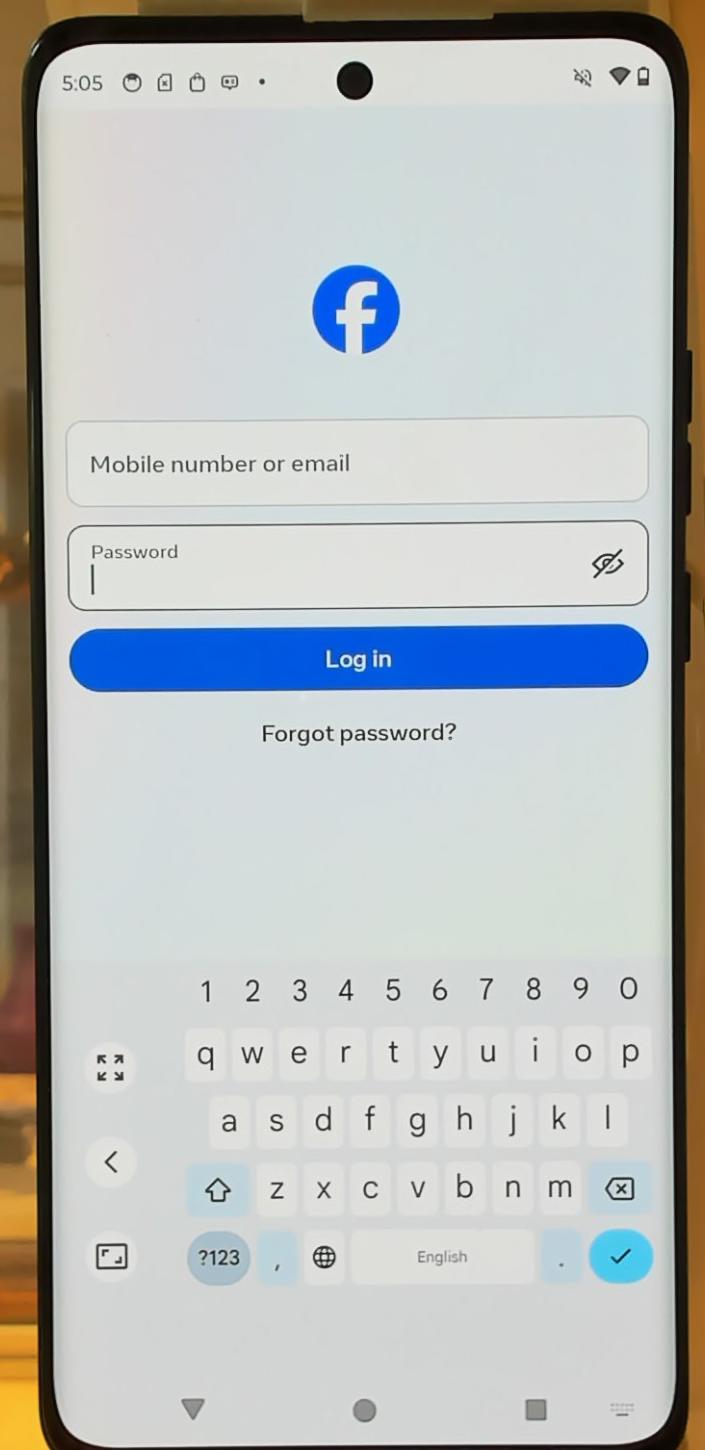 5:05
Mobile number or email
Password
Log in
Forgot password?
1 2 3 4 5 6 7 8 9 0
q w e r t y u i o p
a s d f g h j k l
z x c v b n m
?123 , English .